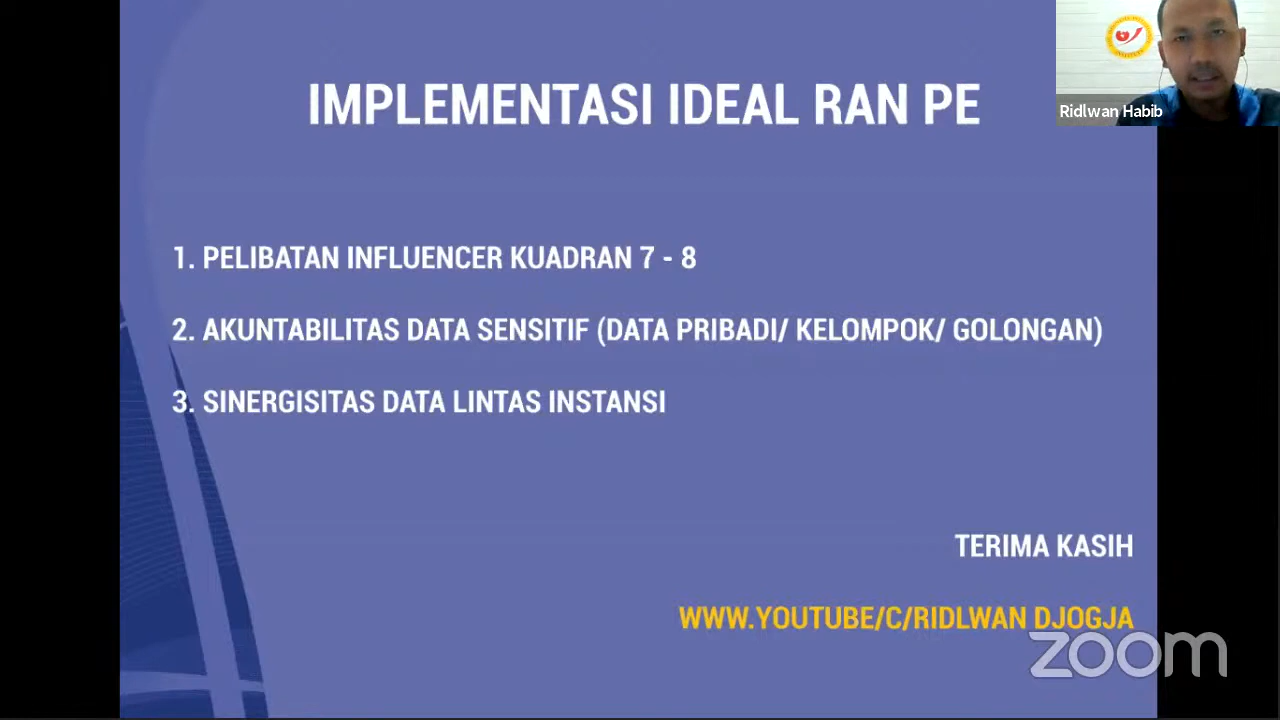 IMPLEMENTASI IDEAL RAN PE
Ridlwan Habib
1. PELIBATAN INFLUENCER KUADRAN 7 - 8
2. AKUNTABILITAS DATA SENSITIF (DATA PRIBADI/ KELOMPOK/ GOLONGAN)
3. SINERGISITAS DATA LINTAS INSTANSI
TERIMA KASIH
WWW.YOUTUBE/C/RIDLWAN DJOGJA
zoom